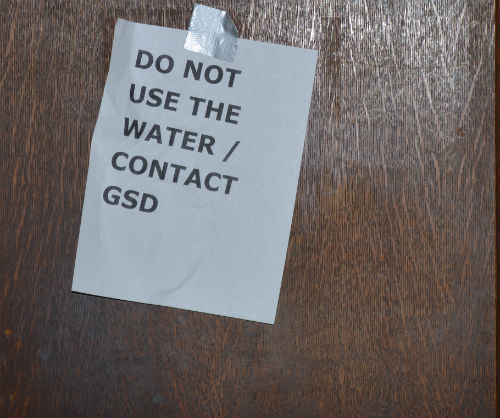 DO NOT
USE THE
WATER /
CONTACT
GSD